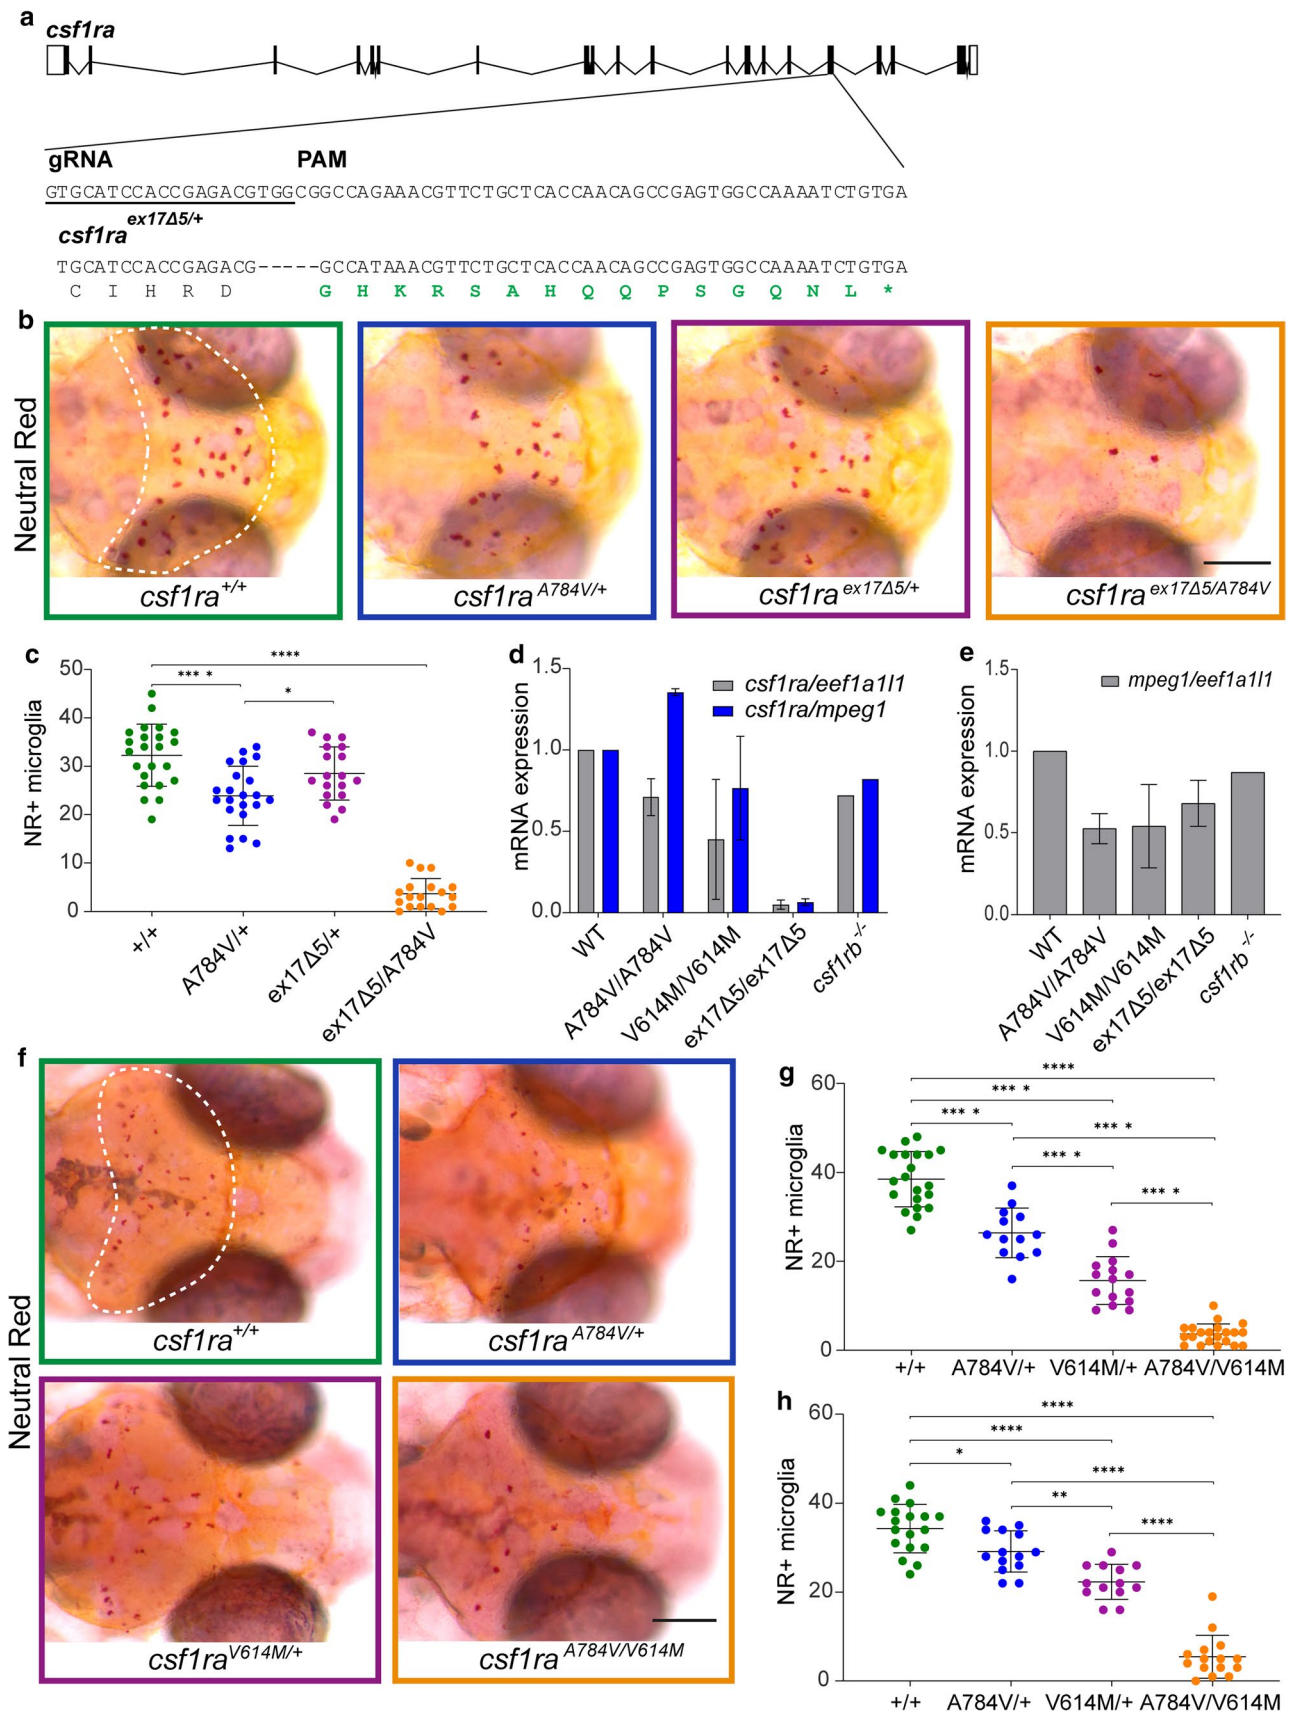 a
csf1ra
gRNA PAM
GTGCATCCACCGAGACGTGGCGGCCAGAAACGTTCTGCTCACCAACAGCCGAGTGGCCAAAATCTGTGA
csf1ra ex17Δ5/+
TGCATCCACCGAGACG-----GCCATAAACGTTCTGCTCACCAACAGCCGAGTGGCCAAAATCTGTGA
C I H R D G H K R S A H Q Q P S G Q N L *
b
Neutral Red
csf1ra+/+
csf1ra A784V/+
csf1ra ex17Δ5/+
csf1ra ex17Δ5/A784V
c
NR+ microglia
50
40
30
20
10
0
****
*** *
*
+/+
A784V/+
ex17Δ5/+
ex17Δ5/A784V
d
mRNA expression
1.5
1.0
0.5
0.0
csf1ra/eef1a1l1
csf1ra/mpeg1
WT
A784V/A784V
V614M/V614M
ex17Δ5/ex17Δ5
csf1rb-/-
e
mRNA expression
1.5
1.0
0.5
0.0
mpeg1/eef1a1l1
WT
A784V/A784V
V614M/V614M
ex17Δ5/ex17Δ5
csf1rb-/-
f
Neutral Red
csf1ra+/+
csf1ra A784V/+
csf1raV614M/+
csf1ra A784V/V614M
g
NR+ microglia
60
40
20
0
****
*** *
*** *
*** *
*** *
*** *
+/+ A784V/+ V614M/+ A784V/V614M
h
NR+ microglia
60
40
20
0
****
****
*
****
**
****
+/+ A784V/+ V614M/+ A784V/V614M